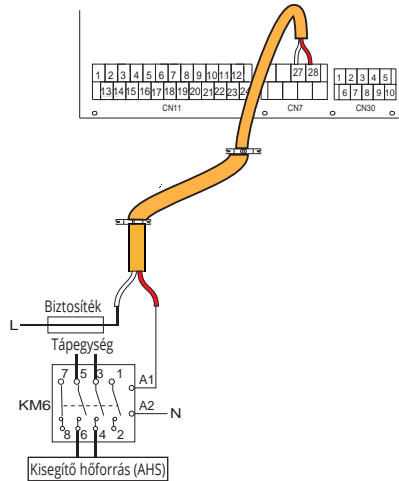 27 28
1 2 3 4 5 6 7 8 9 10 11 12
13 14 15 16 17 18 19 20 21 22 23 24
1 2 3 4 5
6 7 8 9 10
CN11
CN7
CN30
Biztosíték
L
Tápegység
7 5 3 1
A1
KM6
A2
N
8 6 4 2
Kisegítő hőforrás (AHS)